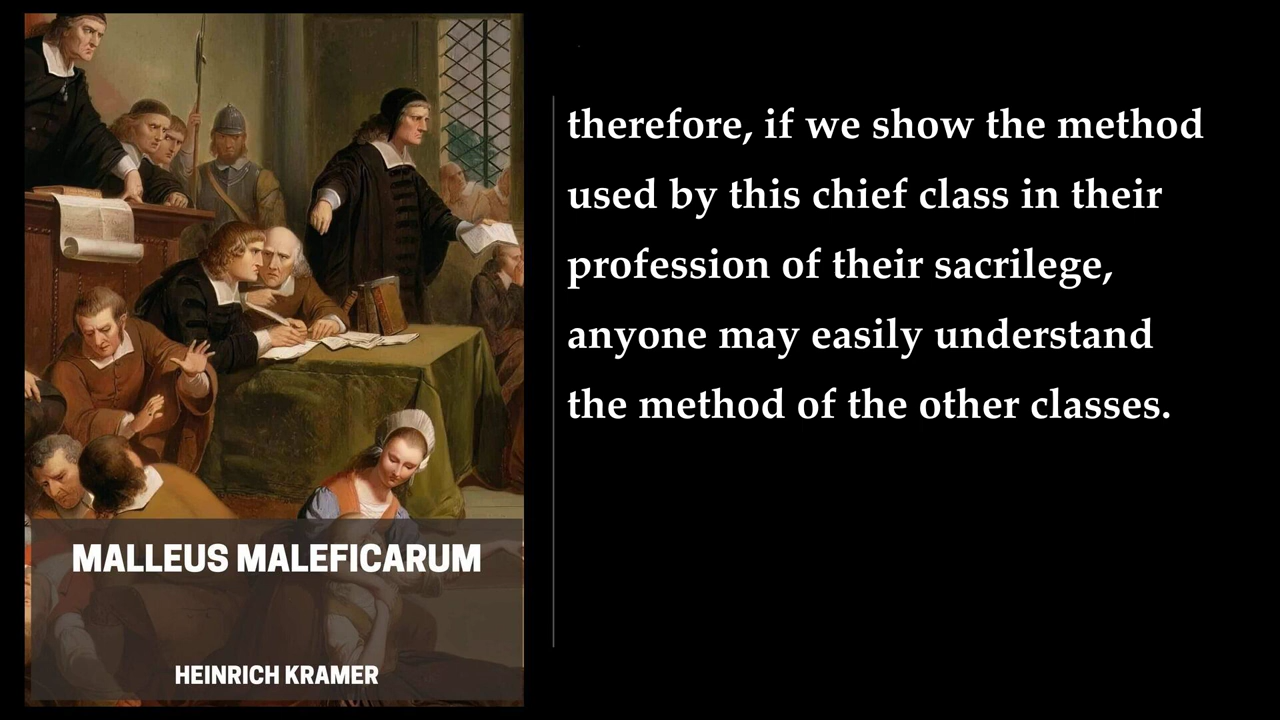 MALLEUS MALEFICARUM
HEINRICH KRAMER
therefore, if we show the method
used by this chief class in their
profession of their sacrilege,
anyone may easily understand
the method of the other classes.